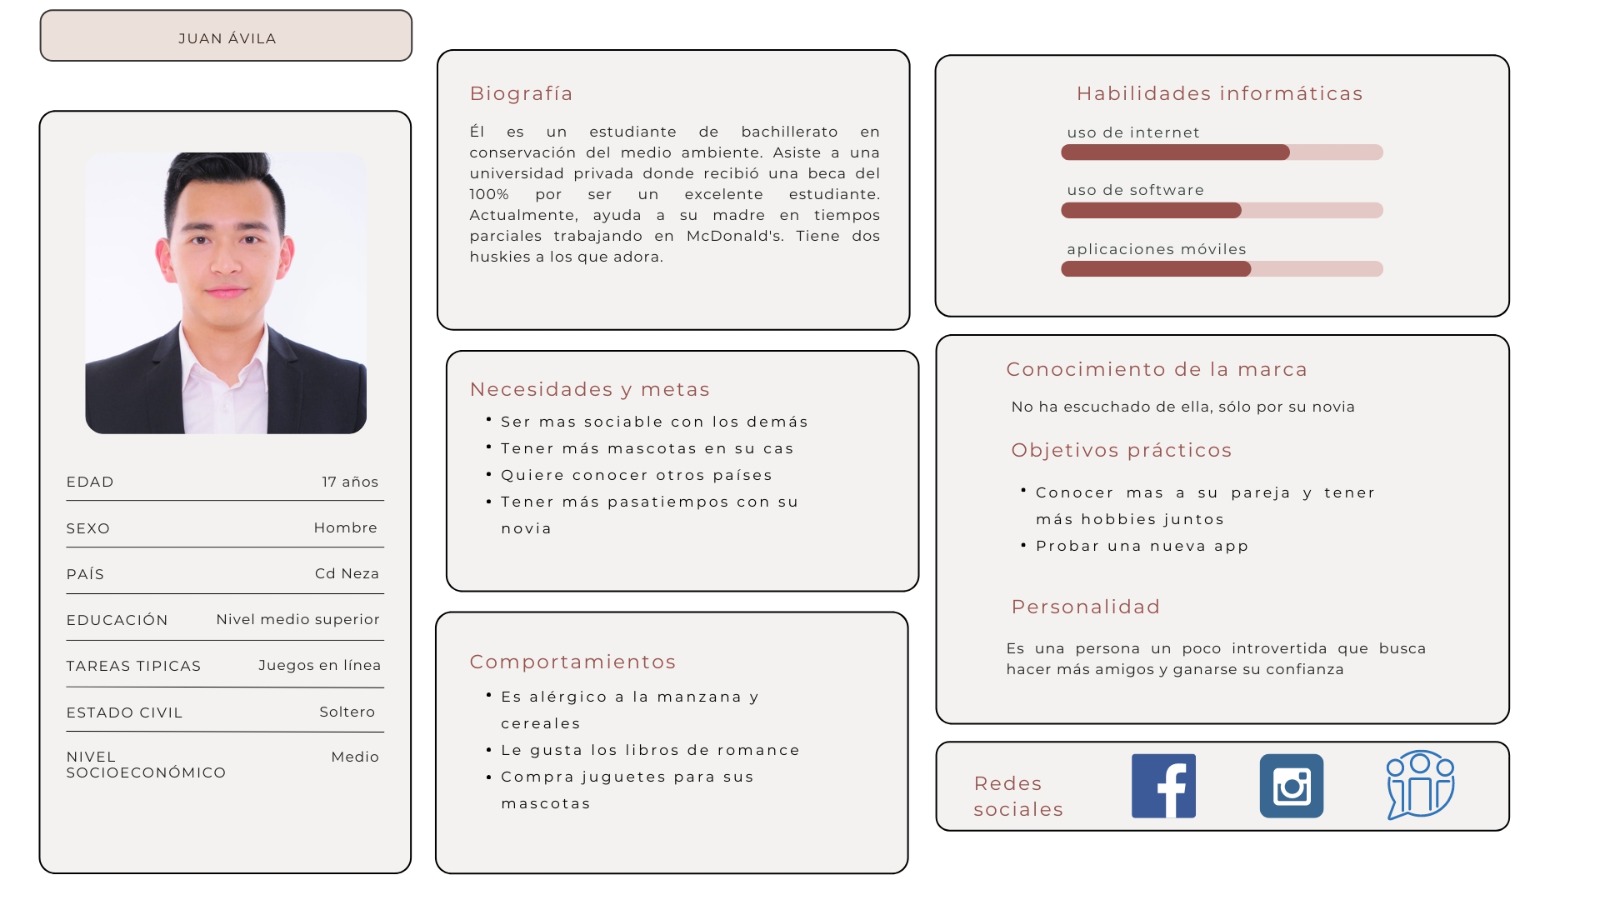 JUAN ÁVILA
EDAD 17 años
SEXO Hombre
PAÍS Cd Neza
EDUCACIÓN Nivel medio superior
TAREAS TIPICAS Juegos en línea
ESTADO CIVIL Soltero
NIVEL Medio
SOCIOECONÓMICO
Biografía
Él es un estudiante de bachillerato en
conservación del medio ambiente. Asiste a una
universidad privada donde recibió una beca del
100% por ser un excelente estudiante.
Actualmente, ayuda a su madre en tiempos
parciales trabajando en McDonald's. Tiene dos
huskies a los que adora.
Necesidades y metas
• Ser mas sociable con los demás
• Tener más mascotas en su cas
• Quiere conocer otros países
• Tener más pasatiempos con su
novia
Comportamientos
• Es alérgico a la manzana y
cereales
• Le gusta los libros de romance
• Compra juguetes para sus
mascotas
Habilidades informáticas
uso de internet
uso de software
aplicaciones móviles
Conocimiento de la marca
No ha escuchado de ella, sólo por su novia
Objetivos prácticos
• Conocer mas a su pareja y tener
más hobbies juntos
• Probar una nueva app
Personalidad
Es una persona un poco introvertida que busca
hacer más amigos y ganarse su confianza
Redes
sociales